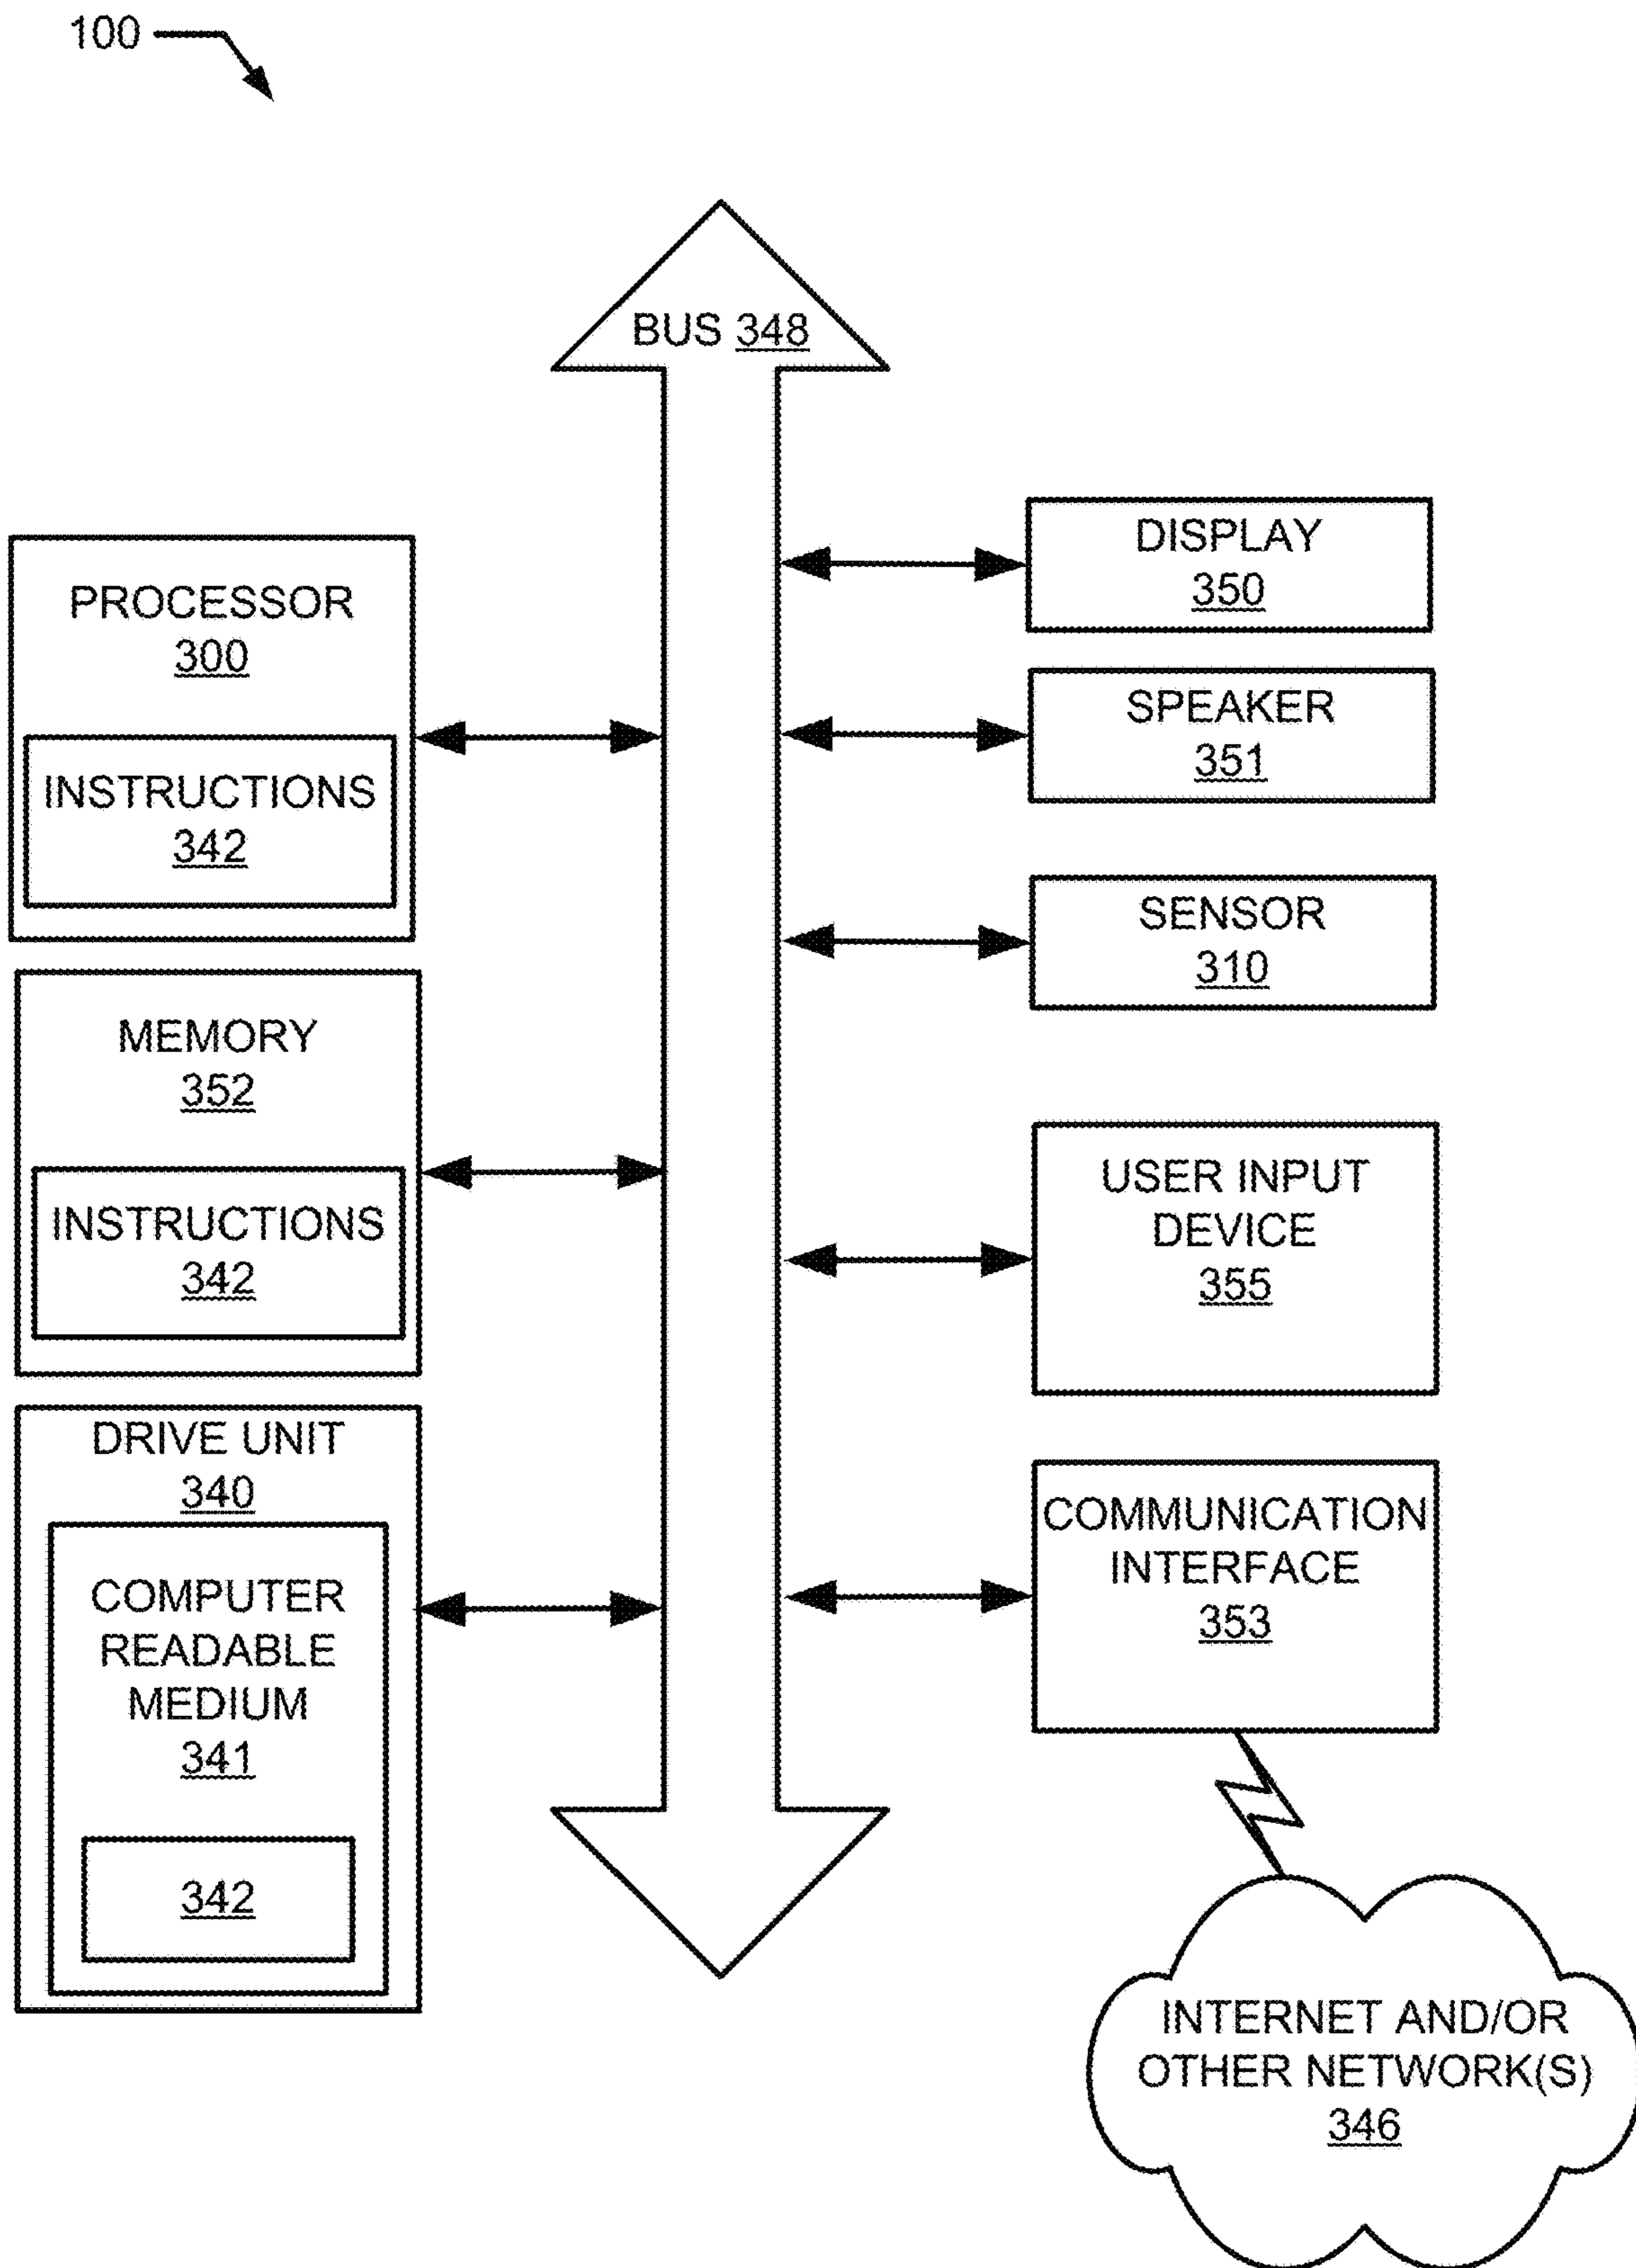 100
BUS 348
PROCESSOR
300
INSTRUCTIONS
342
MEMORY
352
INSTRUCTIONS
342
DRIVE UNIT
340
COMPUTER
READABLE
MEDIUM
341
342
DISPLAY
350
SPEAKER
351
SENSOR
310
USER INPUT
DEVICE
355
COMMUNICATION
INTERFACE
353
INTERNET AND/OR
OTHER NETWORK(S)
346